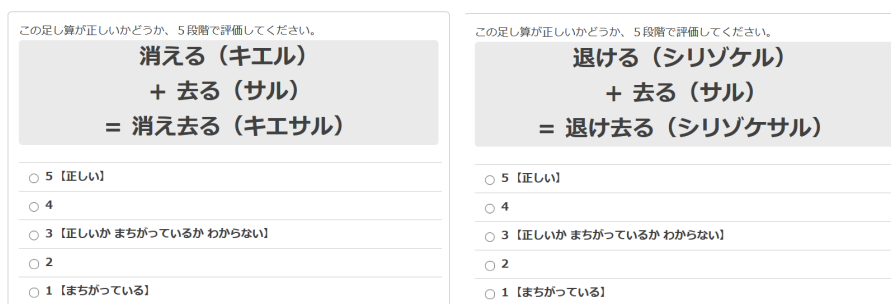 この足し算が正しいかどうか、５段階で評価してください。
消える（キエル）
＋ 去る（サル）
＝ 消え去る（キエサル）
5【正しい】
4
3【正しいか まちがっているか わからない】
2
1【まちがっている】
この足し算が正しいかどうか、５段階で評価してください。
退ける（シリゾケル）
＋ 去る（サル）
＝ 退け去る（シリゾケサル）
5【正しい】
4
3【正しいか まちがっているか わからない】
2
1【まちがっている】